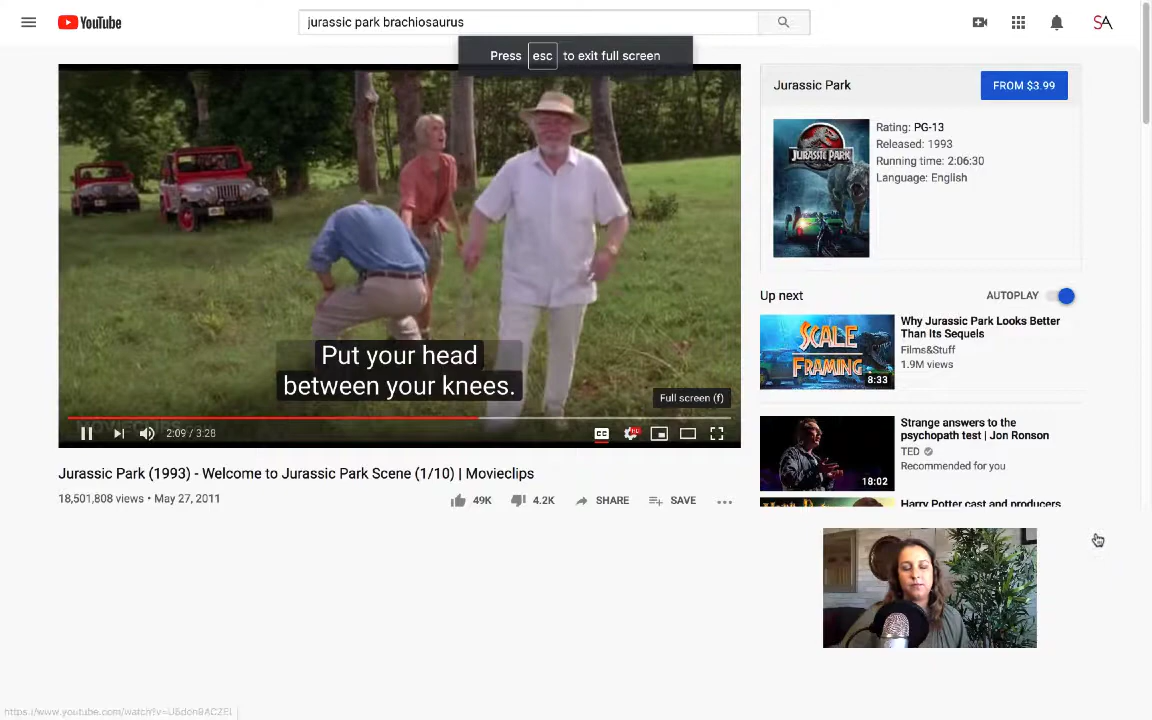 YouTube
jurassic park brachiosaurus
SA
Press esc to exit full screen
Put your head
between your knees.
Full screen (f)
2:09 / 3:28
CC
HD
Jurassic Park (1993) - Welcome to Jurassic Park Scene (1/10) | Movieclips
18,501,808 views • May 27, 2011
49K
4.2K
SHARE
SAVE
Jurassic Park
FROM $3.99
JURASSIC PARK
Rating: PG-13
Released: 1993
Running time: 2:06:30
Language: English
Up next
AUTOPLAY
SCALE
FRAMING
8:33
Why Jurassic Park Looks Better
Than Its Sequels
Films&Stuff
1.9M views
18:02
Strange answers to the
psychopath test | Jon Ronson
TED
Recommended for you
Harry Potter cast and producers